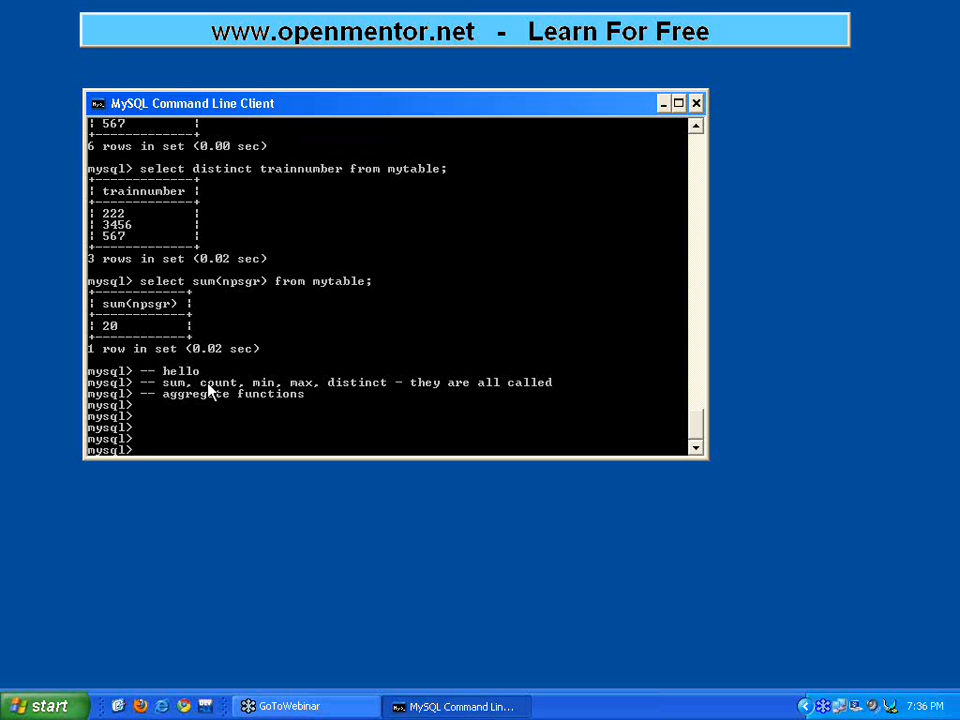 www.openmentor.net - Learn For Free
MySQL Command Line Client
| 567 |
+-------------+
6 rows in set (0.00 sec)
mysql> select distinct trainnumber from mytable;
+-------------+
| trainnumber |
+-------------+
| 222 |
| 3456 |
| 567 |
+-------------+
3 rows in set (0.02 sec)
mysql> select sum(npsgr) from mytable;
+------------+
| sum(npsgr) |
+------------+
| 20 |
+------------+
1 row in set (0.02 sec)
mysql> -- hello
mysql> -- sum, count, min, max, distinct - they are all called
mysql> -- aggregate functions
mysql>
mysql>
mysql>
mysql>
mysql>
start
GoToWebinar
MySQL Command Lin...
7:36 PM